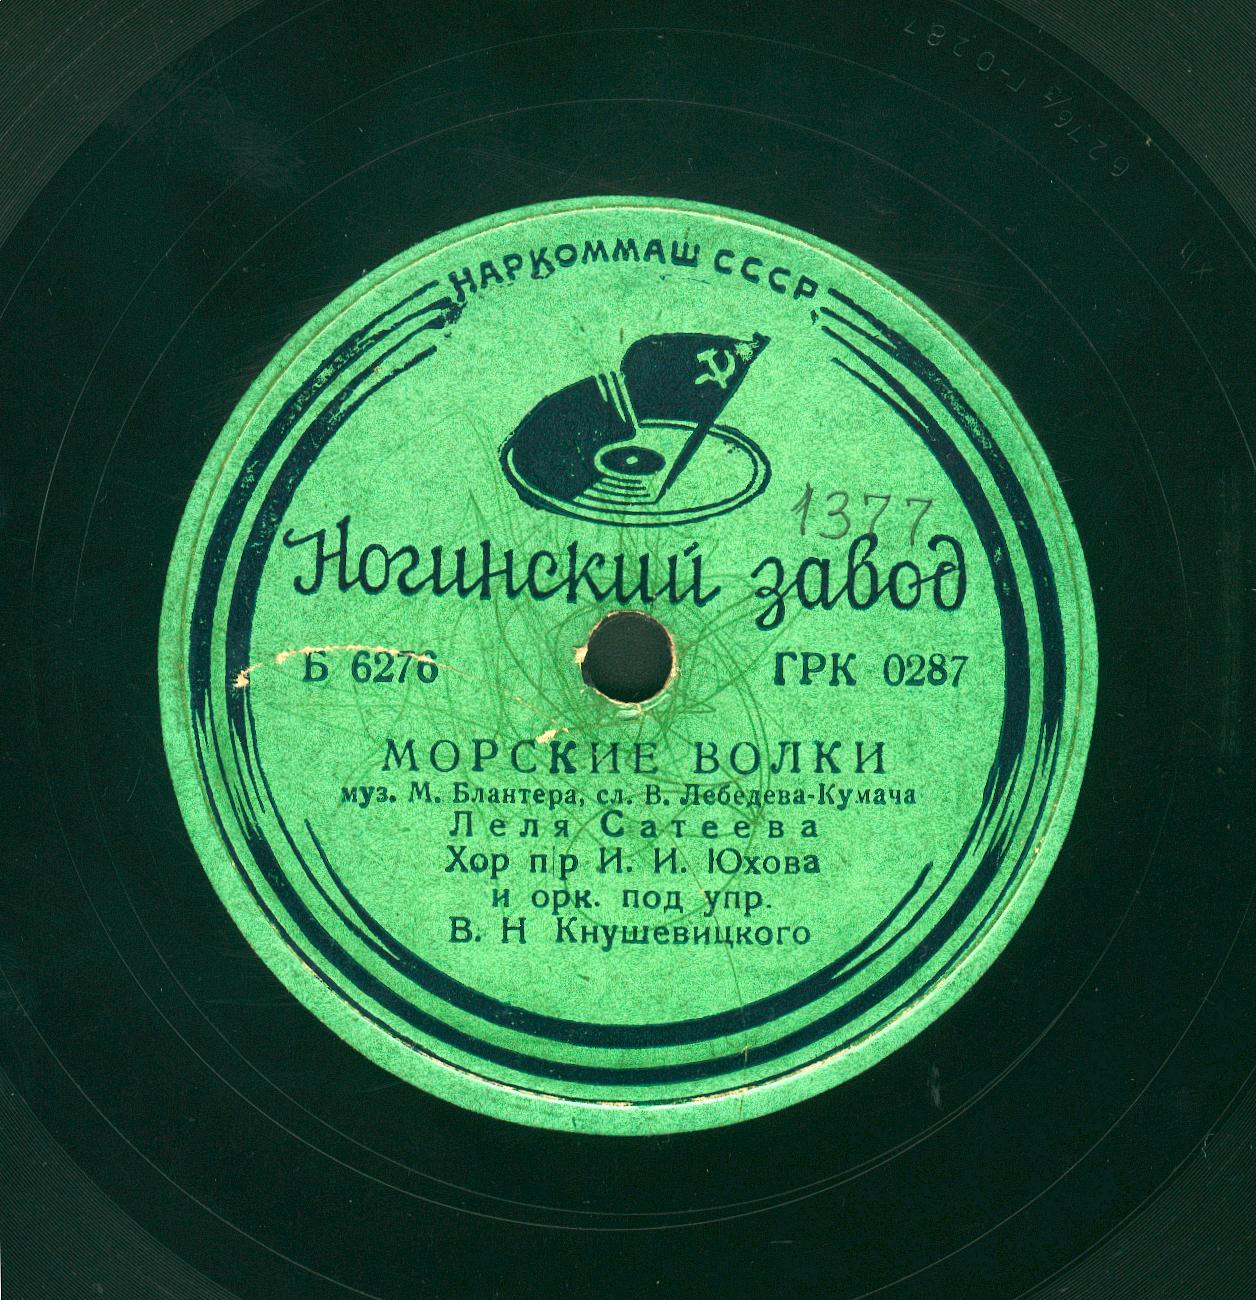 6276/3 Г-0287
НАРКОММАШ СССР
1377
Ногинский завод
Б 6276 ГРК 0287
МОРСКИЕ ВОЛКИ
муз. М. Блантера, сл. В. Лебедева-Кумача
Леля Сатеева
Хор п/р И. И. Юхова
и орк. под упр.
В. Н Кнушевицкого